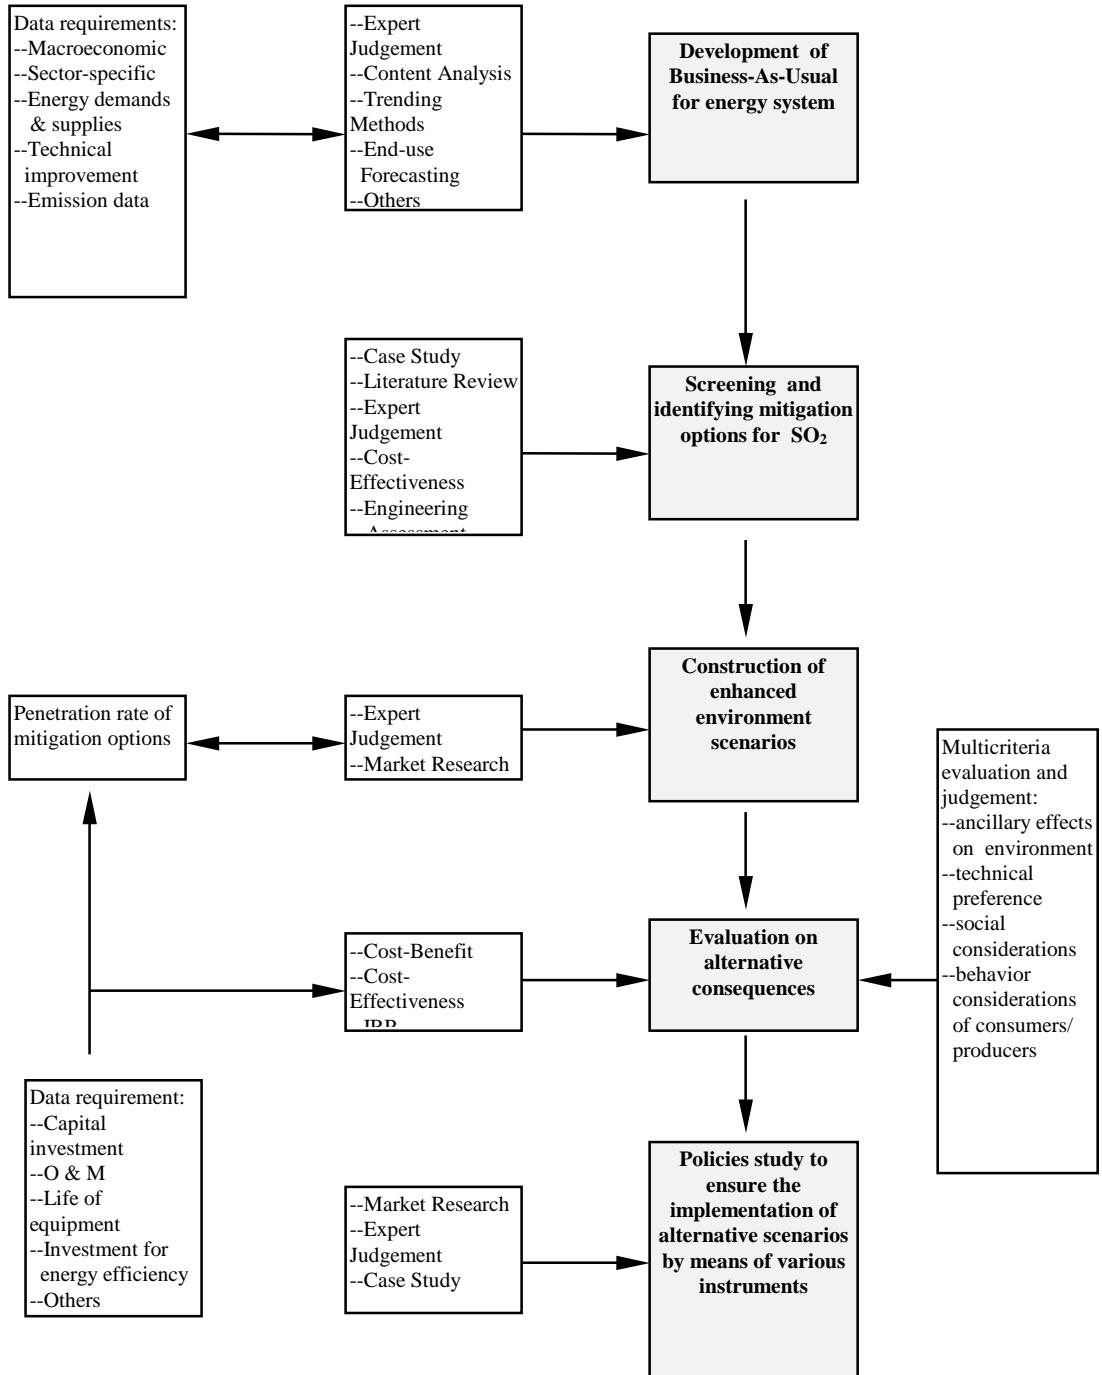 Data requirements:
--Macroeconomic
--Sector-specific
--Energy demands
& supplies
--Technical
improvement
--Emission data
--Expert
Judgement
--Content Analysis
--Trending
Methods
--End-use
Forecasting
--Others
Development of
Business-As-Usual
for energy system
--Case Study
--Literature Review
--Expert
Judgement
--Cost-
Effectiveness
--Engineering
Screening and
identifying mitigation
options for SO₂
Penetration rate of
mitigation options
--Expert
Judgement
--Market Research
Construction of
enhanced
environment
scenarios
Multicriteria
evaluation and
judgement:
--ancillary effects
on environment
--technical
preference
--social
considerations
--behavior
considerations
of consumers/
producers
--Cost-Benefit
--Cost-
Effectiveness
Evaluation on
alternative
consequences
Data requirement:
--Capital
investment
--O & M
--Life of
equipment
--Investment for
energy efficiency
--Others
--Market Research
--Expert
Judgement
--Case Study
Policies study to
ensure the
implementation of
alternative scenarios
by means of various
instruments